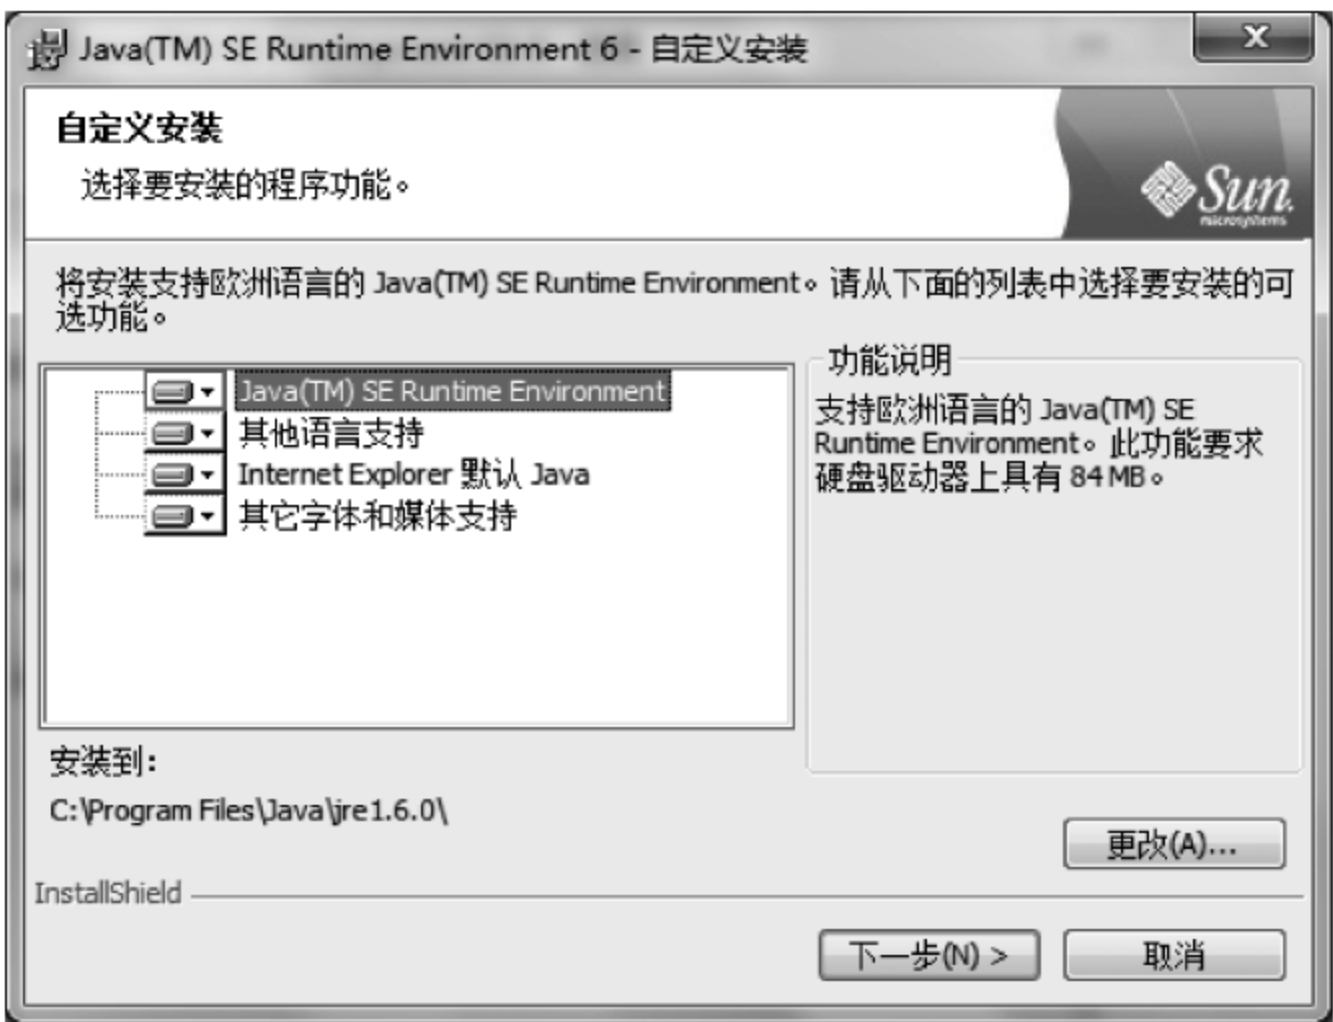 Java(TM) SE Runtime Environment 6 - 自定义安装
x
自定义安装
选择要安装的程序功能。
Sun
microsystems
将安装支持欧洲语言的 Java(TM) SE Runtime Environment。请从下面的列表中选择要安装的可
选功能。
Java(TM) SE Runtime Environment
其他语言支持
Internet Explorer 默认 Java
其它字体和媒体支持
功能说明
支持欧洲语言的 Java(TM) SE
Runtime Environment。此功能要求
硬盘驱动器上具有 84 MB。
安装到:
C:\Program Files\Java\jre1.6.0\
更改(A)...
InstallShield
下一步(N) >
取消